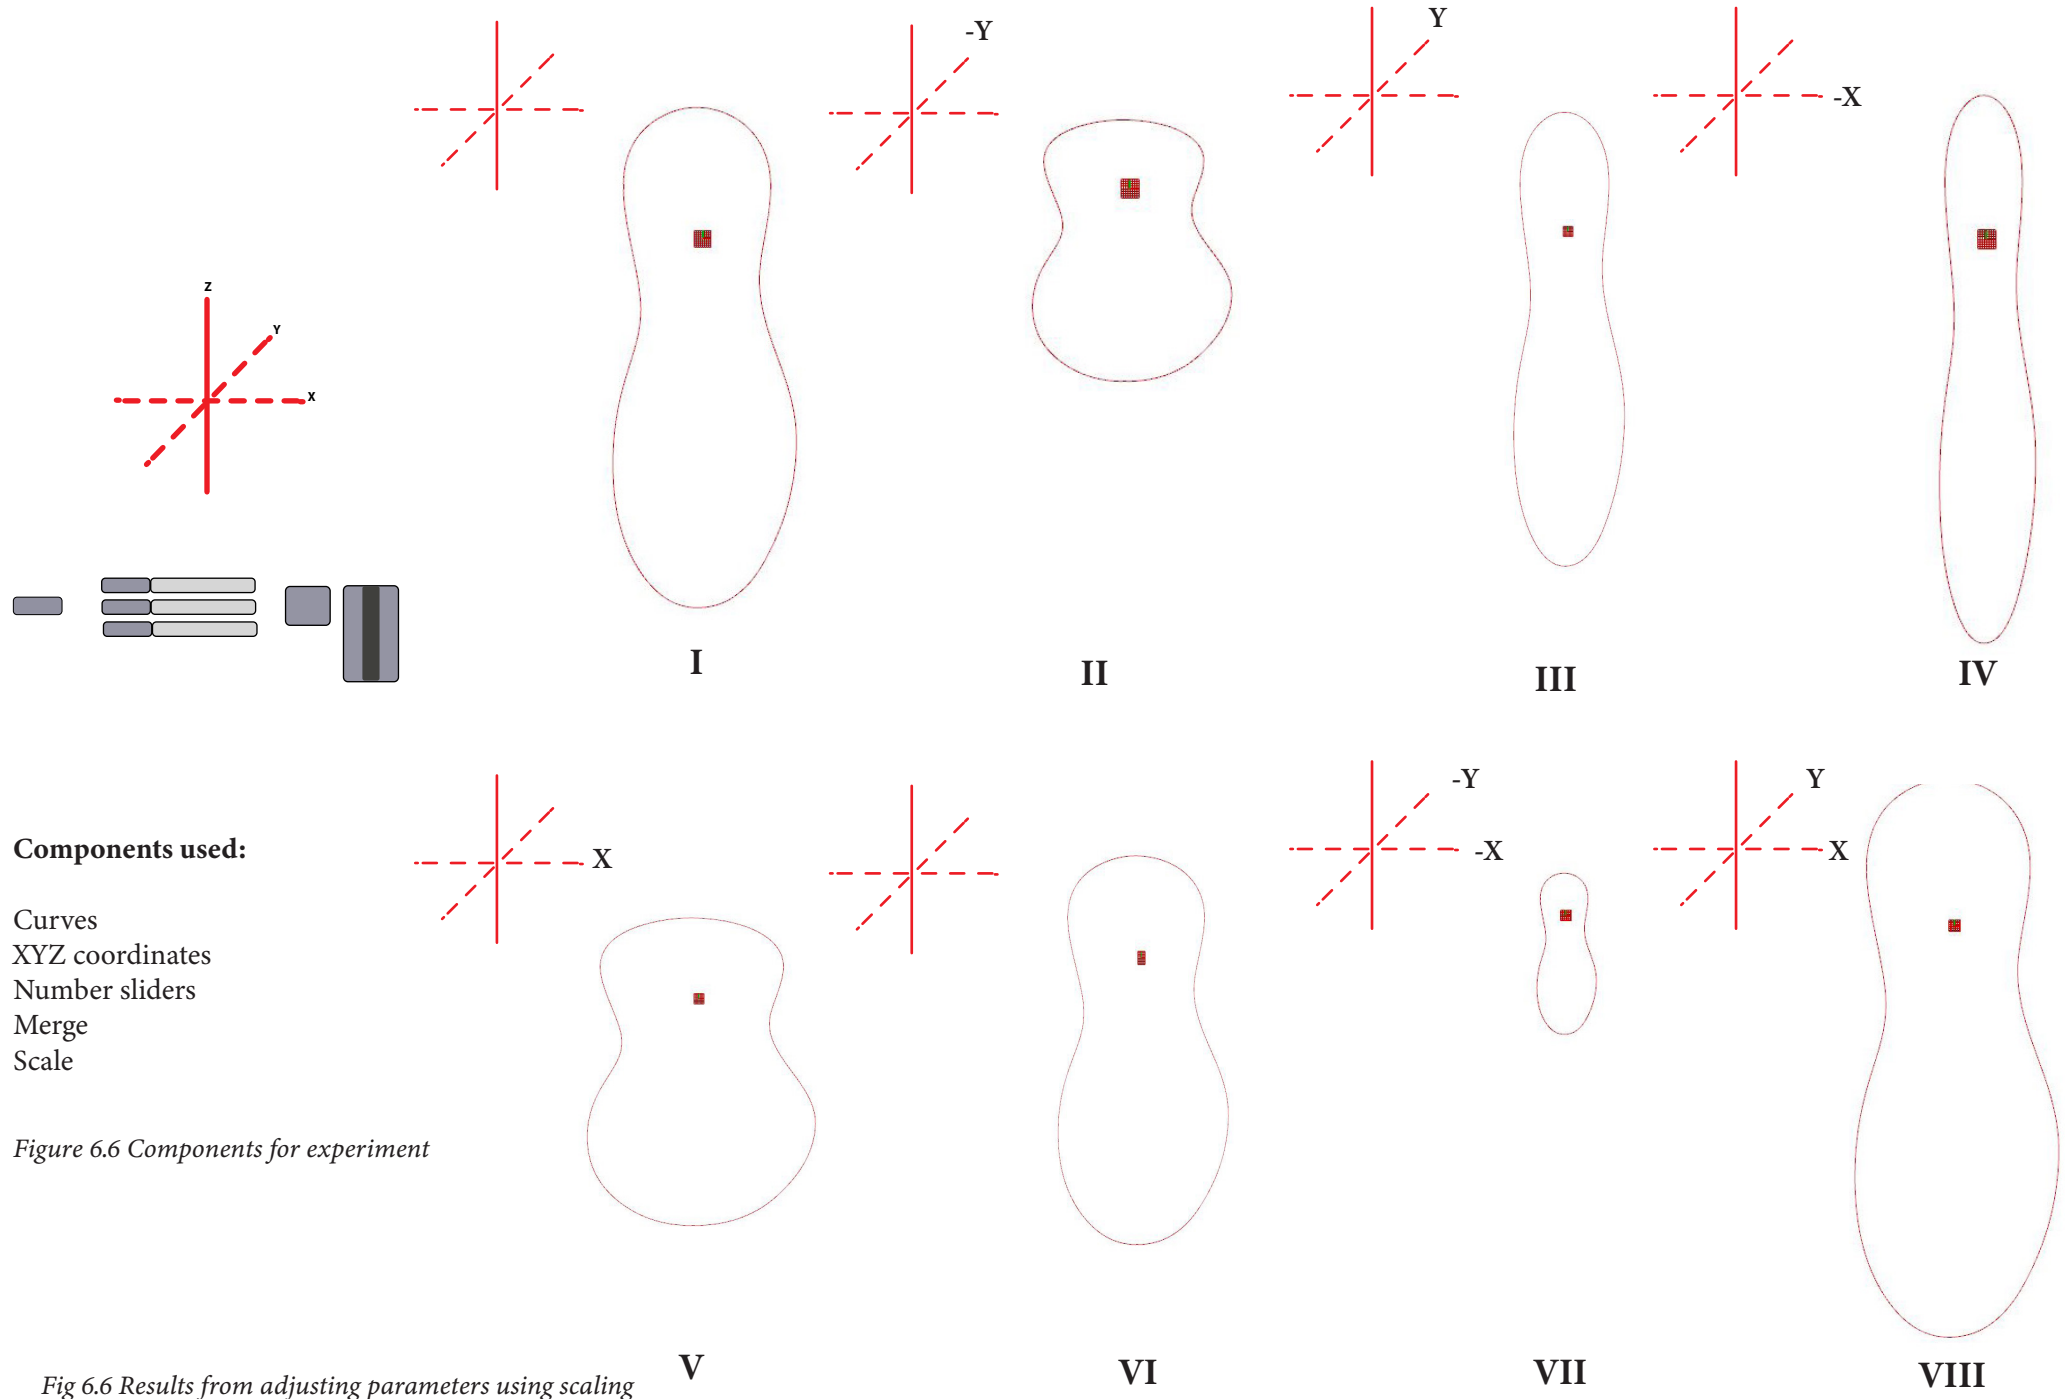 Z
Y
X
-Y
Y
-X
I
II
III
IV
X
-Y
-X
Y
X
Components used:
Curves
XYZ coordinates
Number sliders
Merge
Scale
Figure 6.6 Components for experiment
V
VI
VII
VIII
Fig 6.6 Results from adjusting parameters using scaling